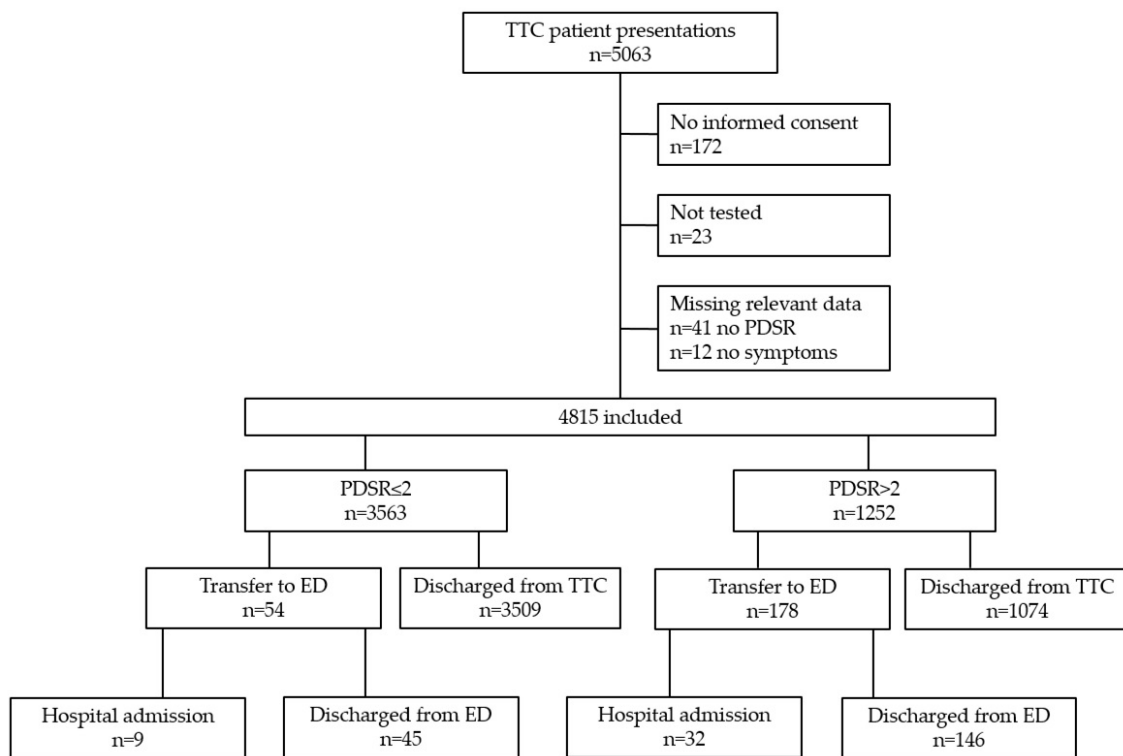 TTC patient presentations
n=5063
No informed consent
n=172
Not tested
n=23
Missing relevant data
n=41 no PDSR
n=12 no symptoms
4815 included
PDSR≤2
n=3563
PDSR>2
n=1252
Transfer to ED
n=54
Discharged from TTC
n=3509
Transfer to ED
n=178
Discharged from TTC
n=1074
Hospital admission
n=9
Discharged from ED
n=45
Hospital admission
n=32
Discharged from ED
n=146